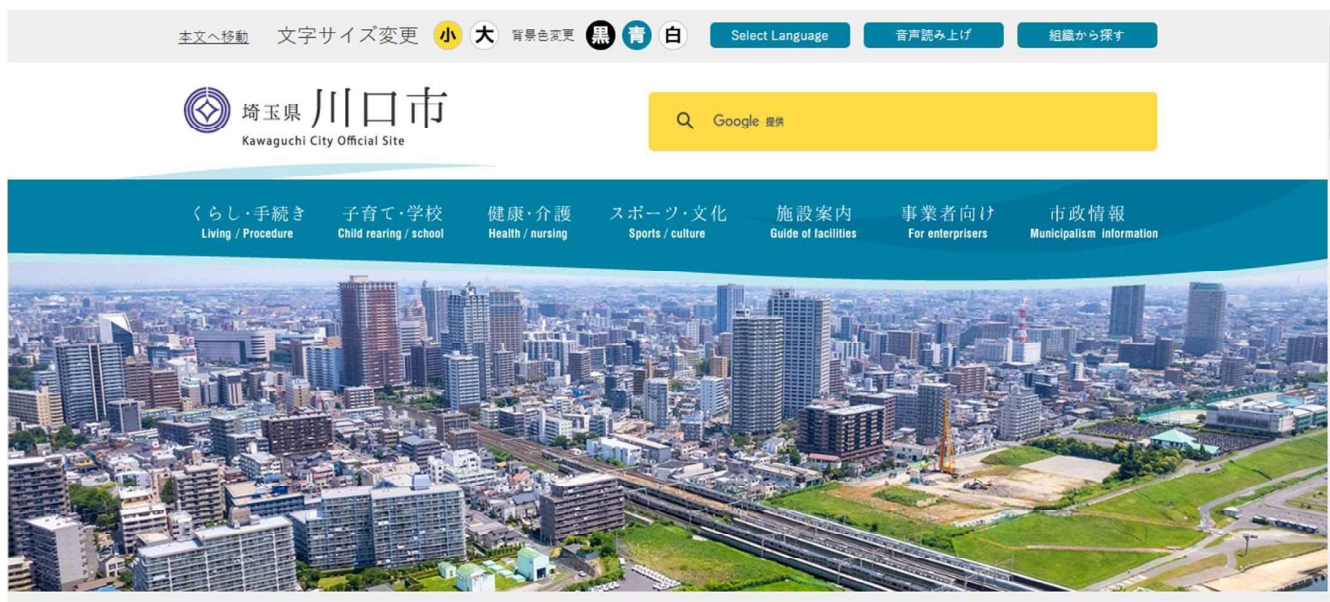 本文へ移動 文字サイズ変更 小 大 背景色変更 黒 青 白 Select Language 音声読み上げ 組織から探す
埼玉県 川口市
Kawaguchi City Official Site
Google 提供
くらし・手続き 子育て・学校 健康・介護 スポーツ・文化 施設案内 事業者向け 市政情報
Living / Procedure Child rearing / school Health / nursing Sports / culture Guide of facilities For enterprisers Municipalism information